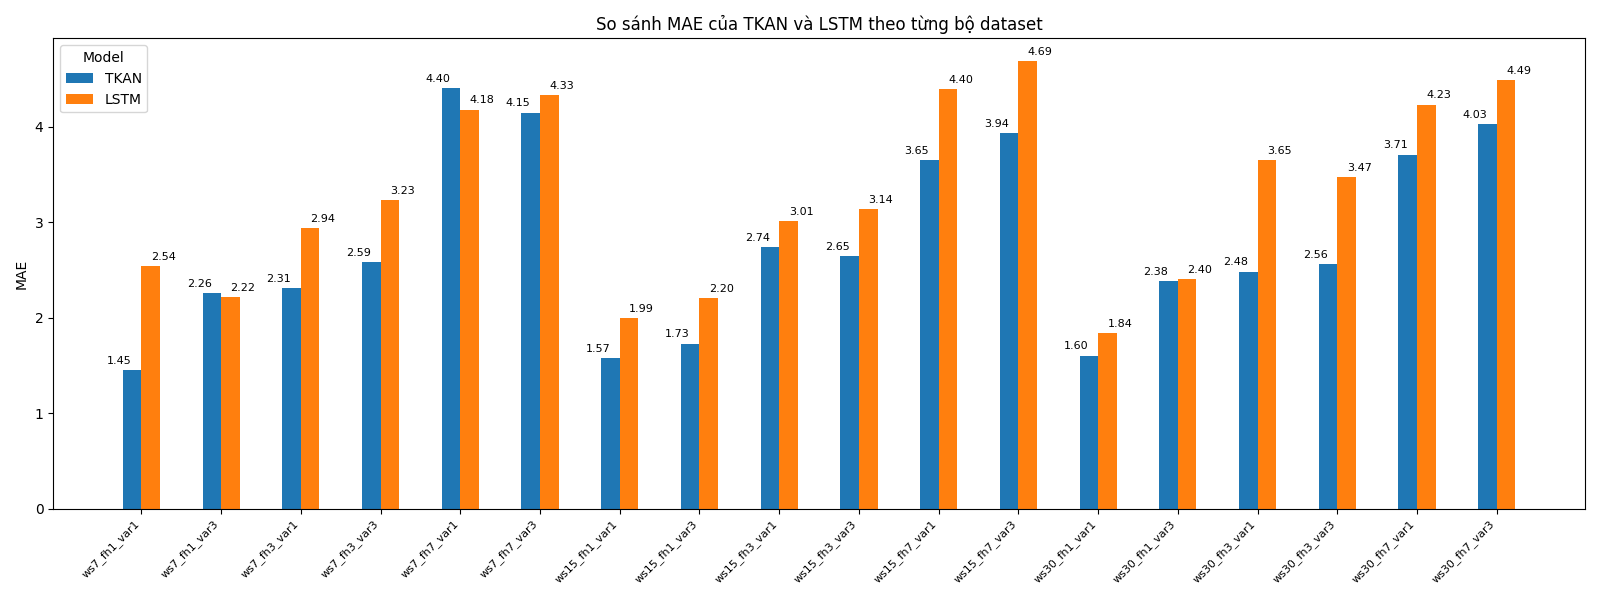 So sánh MAE của TKAN và LSTM theo từng bộ dataset
Model
TKAN
LSTM
MAE
4
3
2
1
0
1.45
2.54
2.26
2.22
2.31
2.94
2.59
3.23
4.40
4.18
4.15
4.33
1.57
1.99
1.73
2.20
2.74
3.01
2.65
3.14
3.65
4.40
3.94
4.69
1.60
1.84
2.38
2.40
2.48
3.65
2.56
3.47
3.71
4.23
4.03
4.49
ws7_fh1_var1
ws7_fh1_var3
ws7_fh3_var1
ws7_fh3_var3
ws7_fh7_var1
ws7_fh7_var3
ws15_fh1_var1
ws15_fh1_var3
ws15_fh3_var1
ws15_fh3_var3
ws15_fh7_var1
ws15_fh7_var3
ws30_fh1_var1
ws30_fh1_var3
ws30_fh3_var1
ws30_fh3_var3
ws30_fh7_var1
ws30_fh7_var3